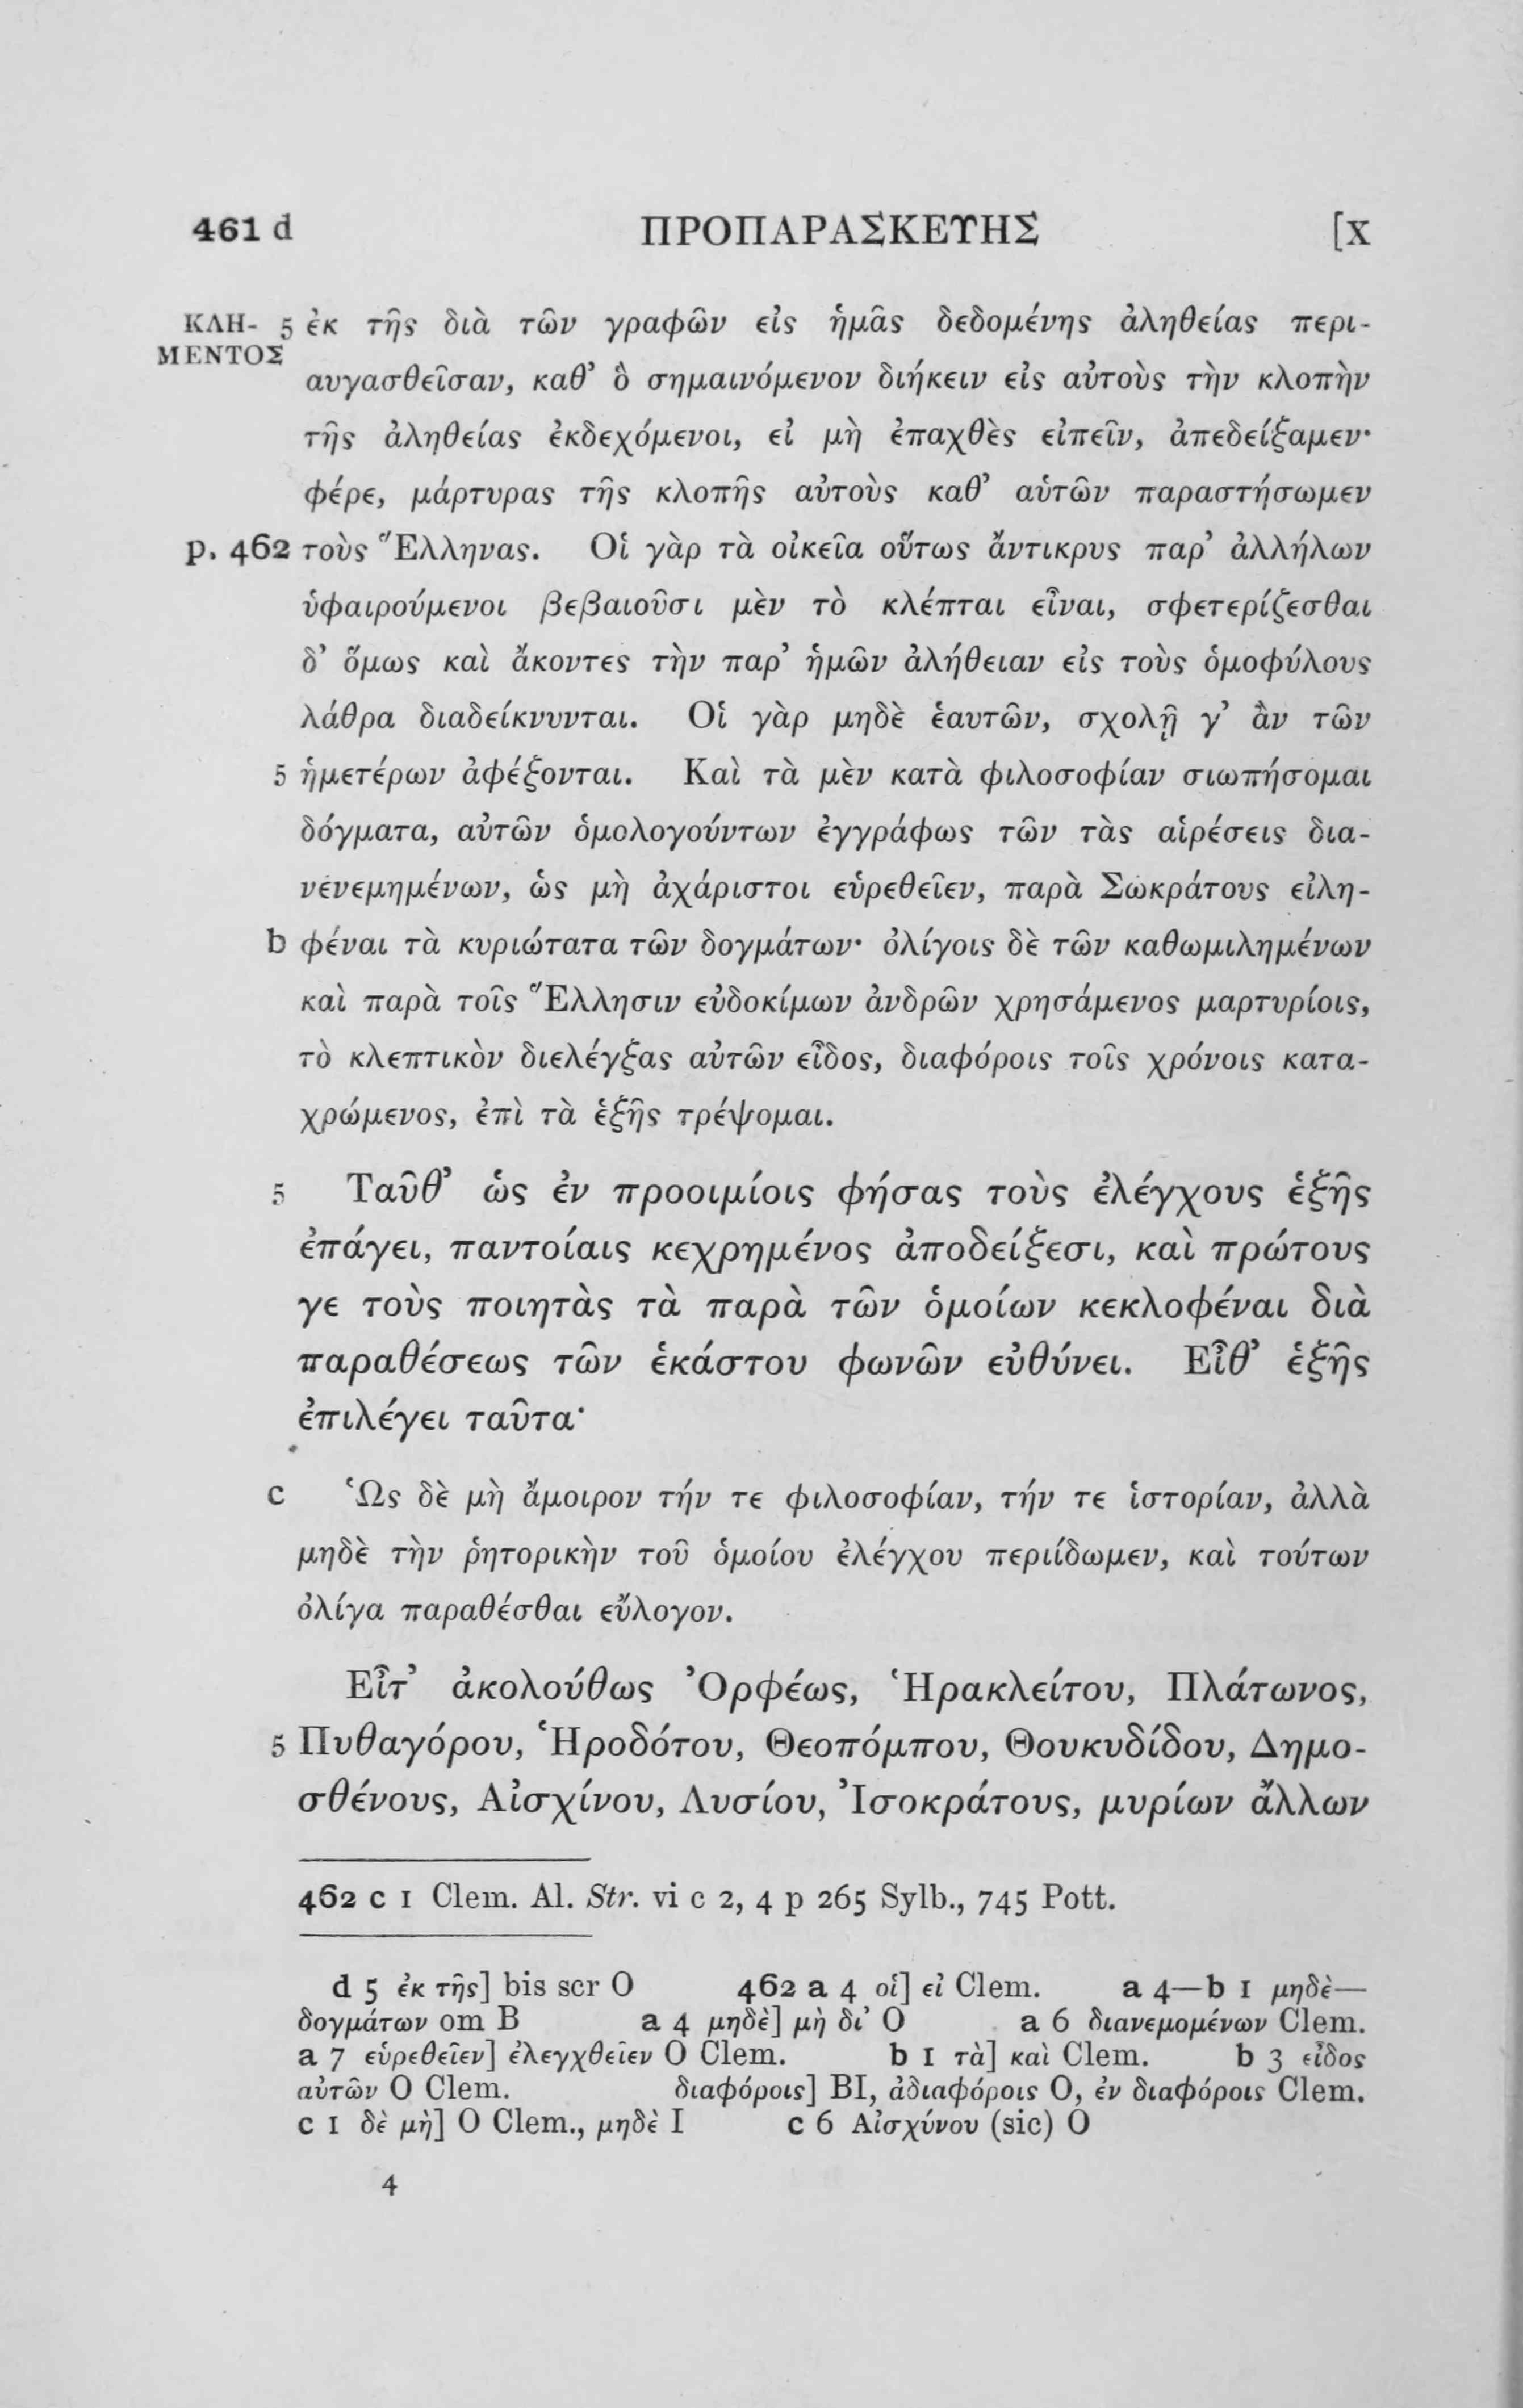 461 d ΠΡΟΠΑΡΑΣΚΕΥΗΣ [X
ΚΛΗ- 5 ἐκ τῆς διὰ τῶν γραφῶν εἰς ἡμᾶς δεδομένης ἀληθείας περι-
ΜΕΝΤΟΣ
αυγασθεῖσαν, καθ’ ὃ σημαινόμενον διήκειν εἰς αὐτοὺς τὴν κλοπὴν
τῆς ἀληθείας ἐκδεχόμενοι, εἰ μὴ ἐπαχθὲς εἰπεῖν, ἀπεδείξαμεν·
φέρε, μάρτυρας τῆς κλοπῆς αὐτοὺς καθ’ αὑτῶν παραστήσωμεν
p. 462 τοὺς Ἕλληνας. Οἱ γὰρ τὰ οἰκεῖα οὕτως ἄντικρυς παρ’ ἀλλήλων
ὑφαιρούμενοι βεβαιοῦσι μὲν τὸ κλέπται εἶναι, σφετερίζεσθαι
δ’ ὅμως καὶ ἄκοντες τὴν παρ’ ἡμῶν ἀλήθειαν εἰς τοὺς ὁμοφύλους
λάθρα διαδείκνυνται. Οἱ γὰρ μηδὲ ἑαυτῶν, σχολῇ γ’ ἂν τῶν
5 ἡμετέρων ἀφέξονται. Καὶ τὰ μὲν κατὰ φιλοσοφίαν σιωπήσομαι
δόγματα, αὐτῶν ὁμολογούντων ἐγγράφως τῶν τὰς αἱρέσεις δια-
νενεμημένων, ὡς μὴ ἀχάριστοι εὑρεθεῖεν, παρὰ Σωκράτους εἰλη-
b φέναι τὰ κυριώτατα τῶν δογμάτων· ὀλίγοις δὲ τῶν καθωμιλημένων
καὶ παρὰ τοῖς Ἕλλησιν εὐδοκίμων ἀνδρῶν χρησάμενος μαρτυρίοις,
τὸ κλεπτικὸν διελέγξας αὐτῶν εἶδος, διαφόροις τοῖς χρόνοις κατα-
χρώμενος, ἐπὶ τὰ ἑξῆς τρέψομαι.
5 Ταῦθ’ ὡς ἐν προοιμίοις φήσας τοὺς ἐλέγχους ἑξῆς
ἐπάγει, παντοίαις κεχρημένος ἀποδείξεσι, καὶ πρώτους
γε τοὺς ποιητὰς τὰ παρὰ τῶν ὁμοίων κεκλοφέναι διὰ
παραθέσεως τῶν ἑκάστου φωνῶν εὐθύνει. Εἶθ’ ἑξῆς
ἐπιλέγει ταῦτα·
c Ὡς δὲ μὴ ἄμοιρον τήν τε φιλοσοφίαν, τήν τε ἱστορίαν, ἀλλὰ
μηδὲ τὴν ῥητορικὴν τοῦ ὁμοίου ἐλέγχου περιίδωμεν, καὶ τούτων
ὀλίγα παραθέσθαι εὔλογον.
Εἶτ’ ἀκολούθως Ὀρφέως, Ἡρακλείτου, Πλάτωνος,
5 Πυθαγόρου, Ἡροδότου, Θεοπόμπου, Θουκυδίδου, Δημο-
σθένους, Αἰσχίνου, Λυσίου, Ἰσοκράτους, μυρίων ἄλλων
462 c 1 Clem. Al. Str. vi c 2, 4 p 265 Sylb., 745 Pott.
d 5 ἐκ τῆς] bis scr O 462 a 4 οἱ] εἰ Clem. a 4—b 1 μηδὲ—
δογμάτων om B a 4 μηδὲ] μὴ δι’ O a 6 διανεμομένων Clem.
a 7 εὑρεθεῖεν] ἐλεγχθεῖεν O Clem. b 1 τὰ] καὶ Clem. b 3 εἶδος
αὐτῶν O Clem. διαφόροις] BI, ἀδιαφόροις O, ἐν διαφόροις Clem.
c 1 δὲ μὴ] O Clem., μηδὲ I c 6 Αἰσχύνου (sic) O
4